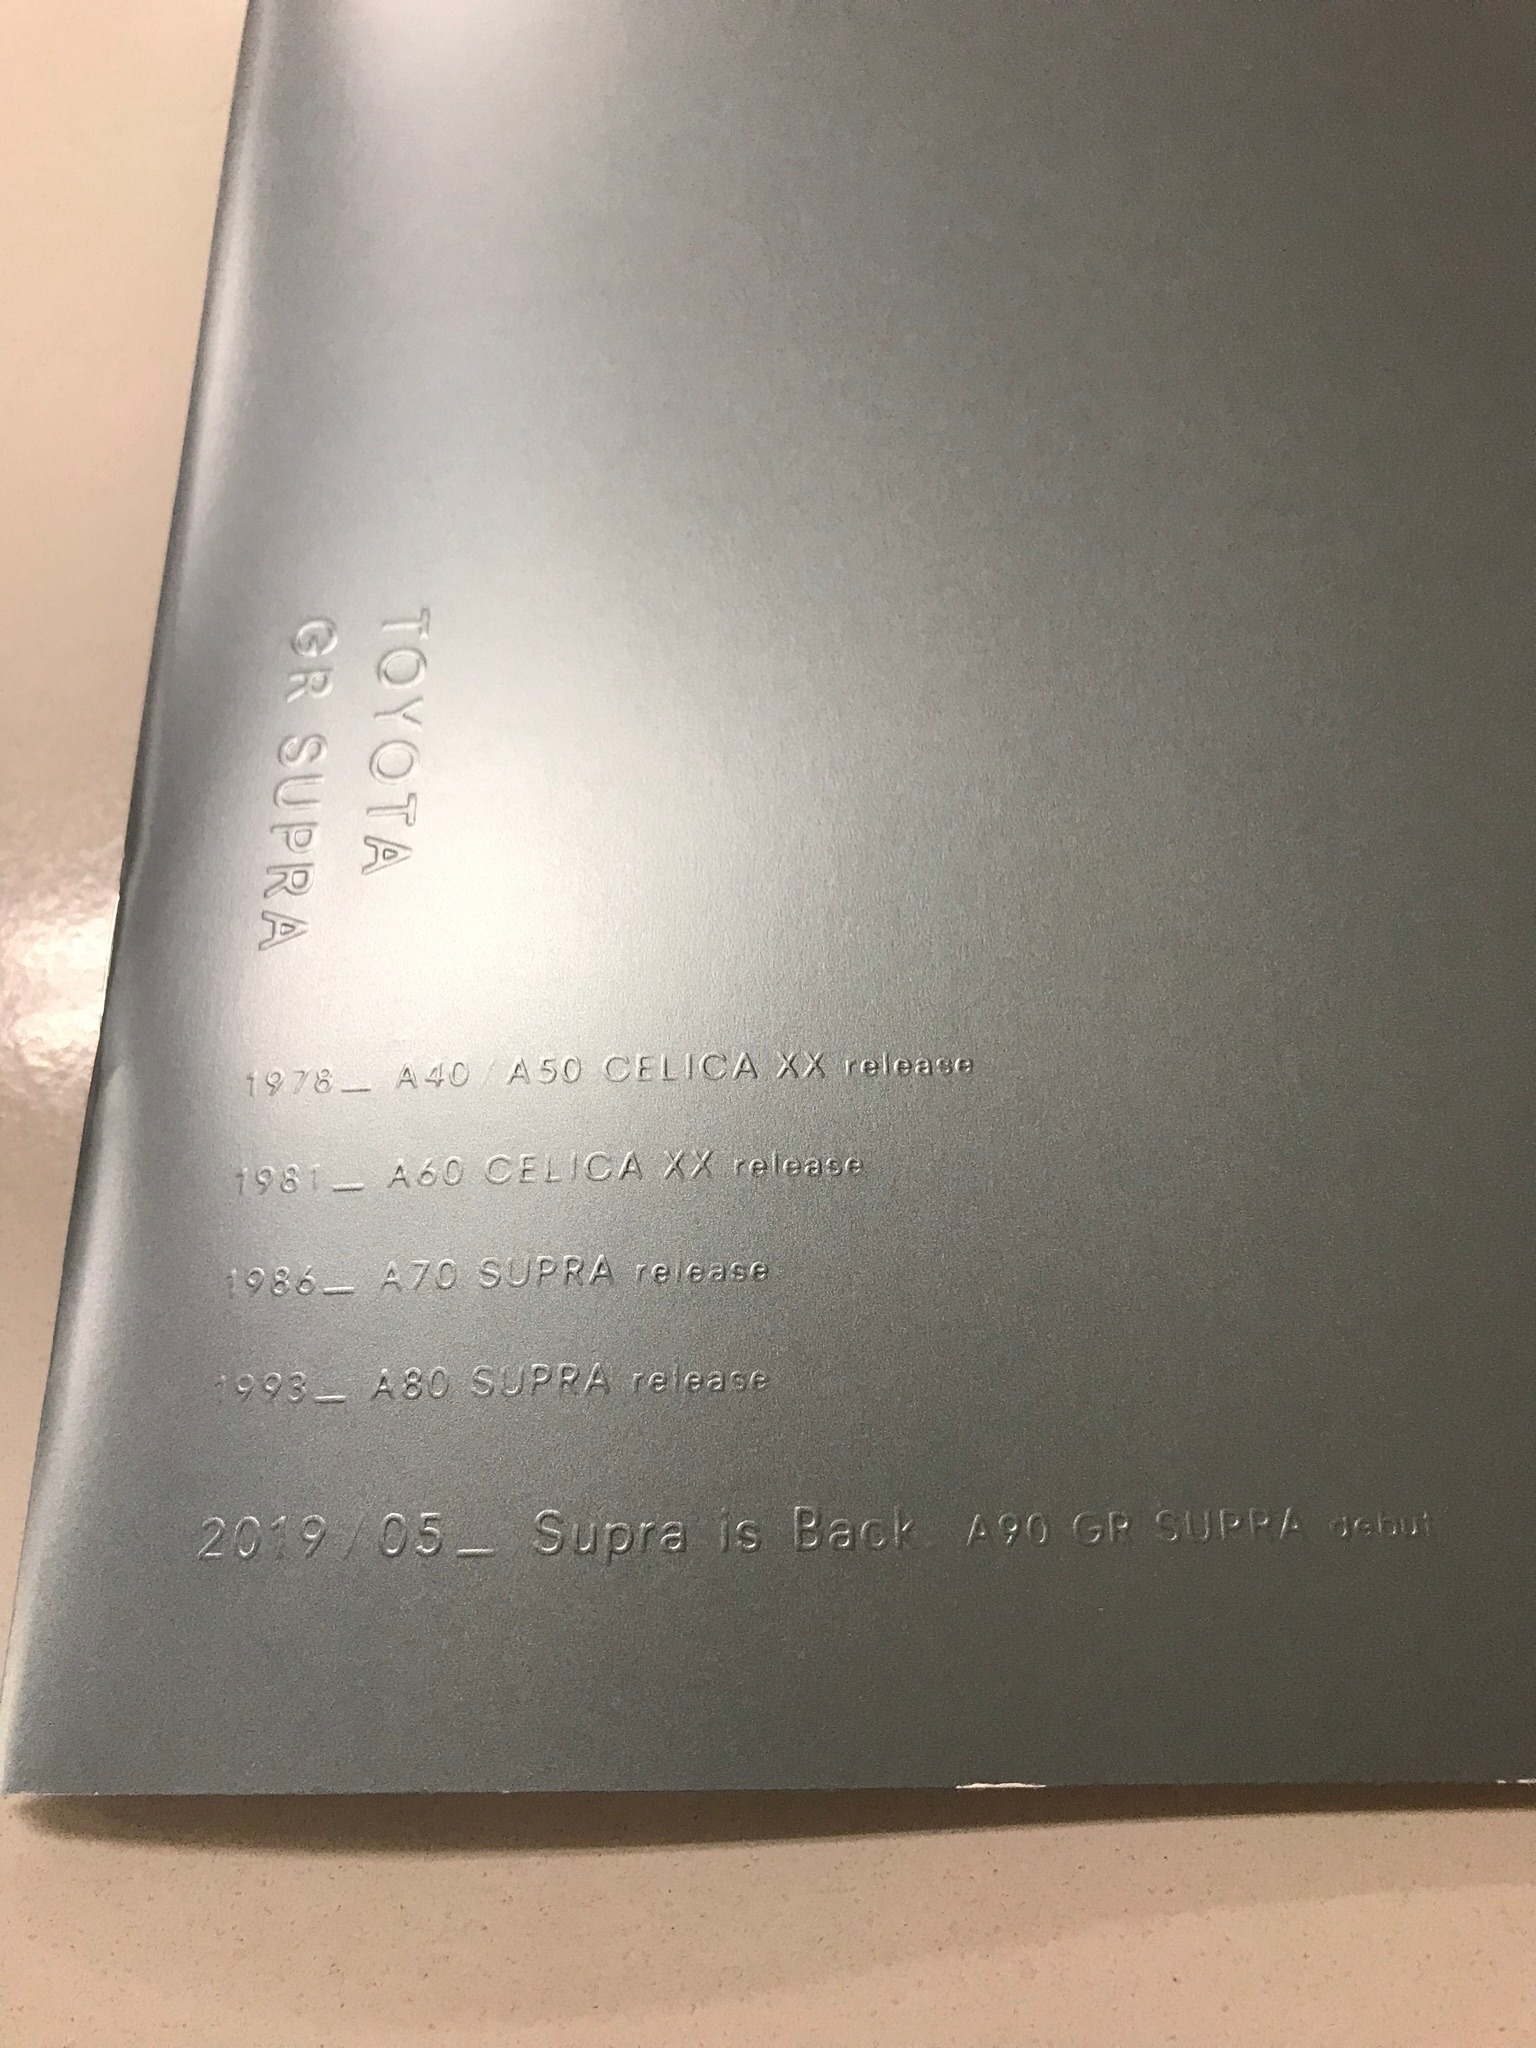 TOYOTA
GR SUPRA
1978_ A40/A50 CELICA XX release
1981_ A60 CELICA XX release
1986_ A70 SUPRA release
1993_ A80 SUPRA release
2019/05_ Supra is Back A90 GR SUPRA debut